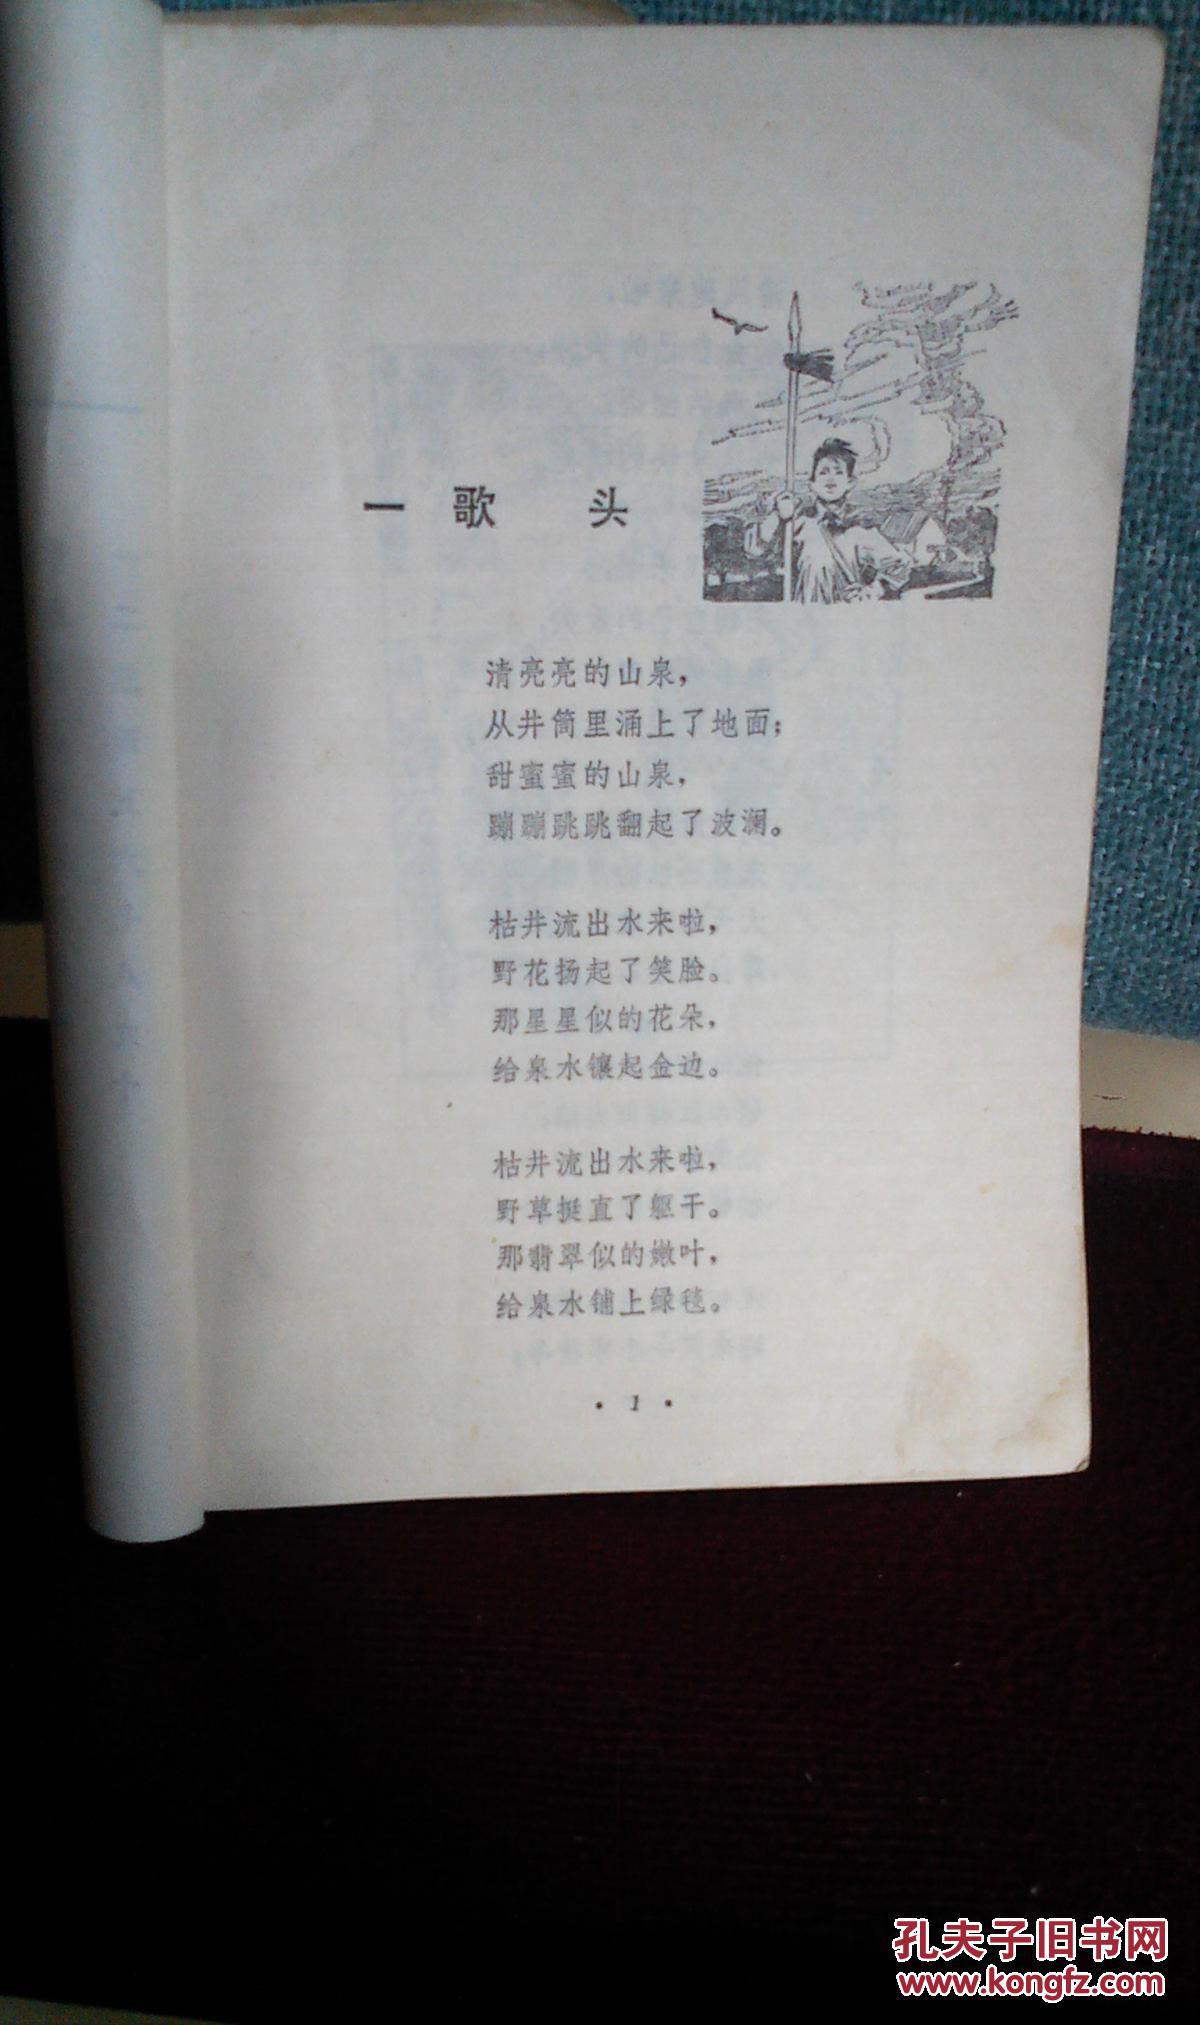 一 歌 头
清亮亮的山泉，
从井筒里涌上了地面；
甜蜜蜜的山泉，
蹦蹦跳跳翻起了波澜。
枯井流出水来啦，
野花扬起了笑脸。
那星星似的花朵，
给泉水镶起金边。
枯井流出水来啦，
野草挺直了躯干。
那翡翠似的嫩叶，
给泉水铺上绿毯。
· 1 ·
孔夫子旧书网
www.kongfz.com